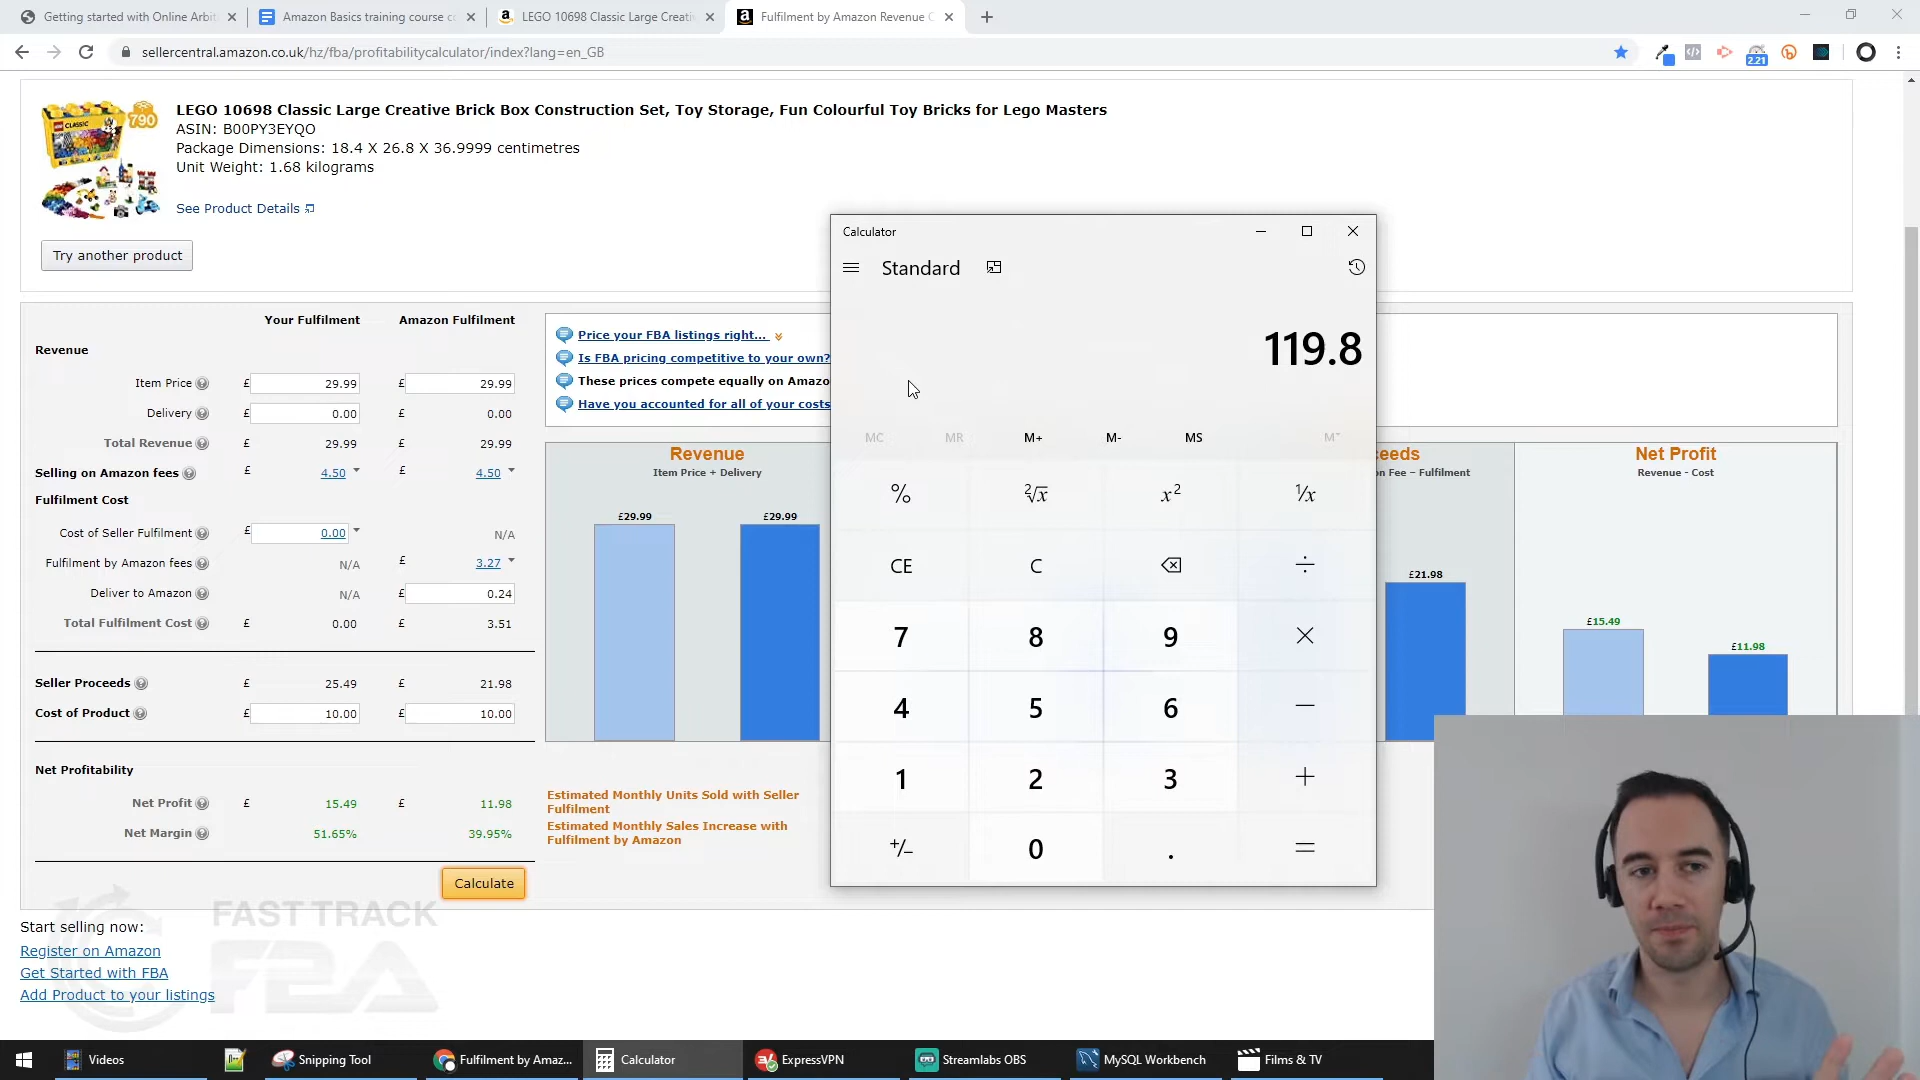 Getting started with Online Arbit
Amazon Basics training course co
LEGO 10698 Classic Large Creati
Fulfilment by Amazon Revenue C
sellercentral.amazon.co.uk/hz/fba/profitabilitycalculator/index?lang=en_GB
2.21
CLASSIC
790
LEGO 10698 Classic Large Creative Brick Box Construction Set, Toy Storage, Fun Colourful Toy Bricks for Lego Masters
ASIN: B00PY3EYQO
Package Dimensions: 18.4 X 26.8 X 36.9999 centimetres
Unit Weight: 1.68 kilograms
See Product Details
Try another product
Your Fulfilment Amazon Fulfilment
Revenue
Item Price £ 29.99 £ 29.99
Delivery £ 0.00 £ 0.00
Total Revenue £ 29.99 £ 29.99
Selling on Amazon fees £ 4.50 £ 4.50
Fulfilment Cost
Cost of Seller Fulfilment £ 0.00 N/A
Fulfilment by Amazon fees N/A £ 3.27
Deliver to Amazon N/A £ 0.24
Total Fulfilment Cost £ 0.00 £ 3.51
Seller Proceeds £ 25.49 £ 21.98
Cost of Product £ 10.00 £ 10.00
Net Profitability
Net Profit £ 15.49 £ 11.98
Net Margin 51.65% 39.95%
Calculate
Price your FBA listings right...
Is FBA pricing competitive to your own?
These prices compete equally on Amazo
Have you accounted for all of your costs
Revenue
Item Price + Delivery
£29.99 £29.99
Estimated Monthly Units Sold with Seller
Fulfilment
Estimated Monthly Sales Increase with
Fulfilment by Amazon
Calculator
Standard
119.8
MC MR M+ M- MS M˅
% ²√x x² ¹/x
CE C ÷
7 8 9 ×
4 5 6 −
1 2 3 +
+/− 0 . =
ceeds
on Fee – Fulfilment
£21.98
Net Profit
Revenue - Cost
£15.49
£11.98
FAST TRACK
FBA
Start selling now:
Register on Amazon
Get Started with FBA
Add Product to your listings
Videos
Snipping Tool
Fulfilment by Amaz...
Calculator
ExpressVPN
Streamlabs OBS
MySQL Workbench
Films & TV